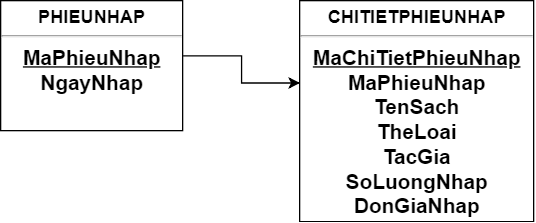 PHIEUNHAP
MaPhieuNhap
NgayNhap
CHITIETPHIEUNHAP
MaChiTietPhieuNhap
MaPhieuNhap
TenSach
TheLoai
TacGia
SoLuongNhap
DonGiaNhap